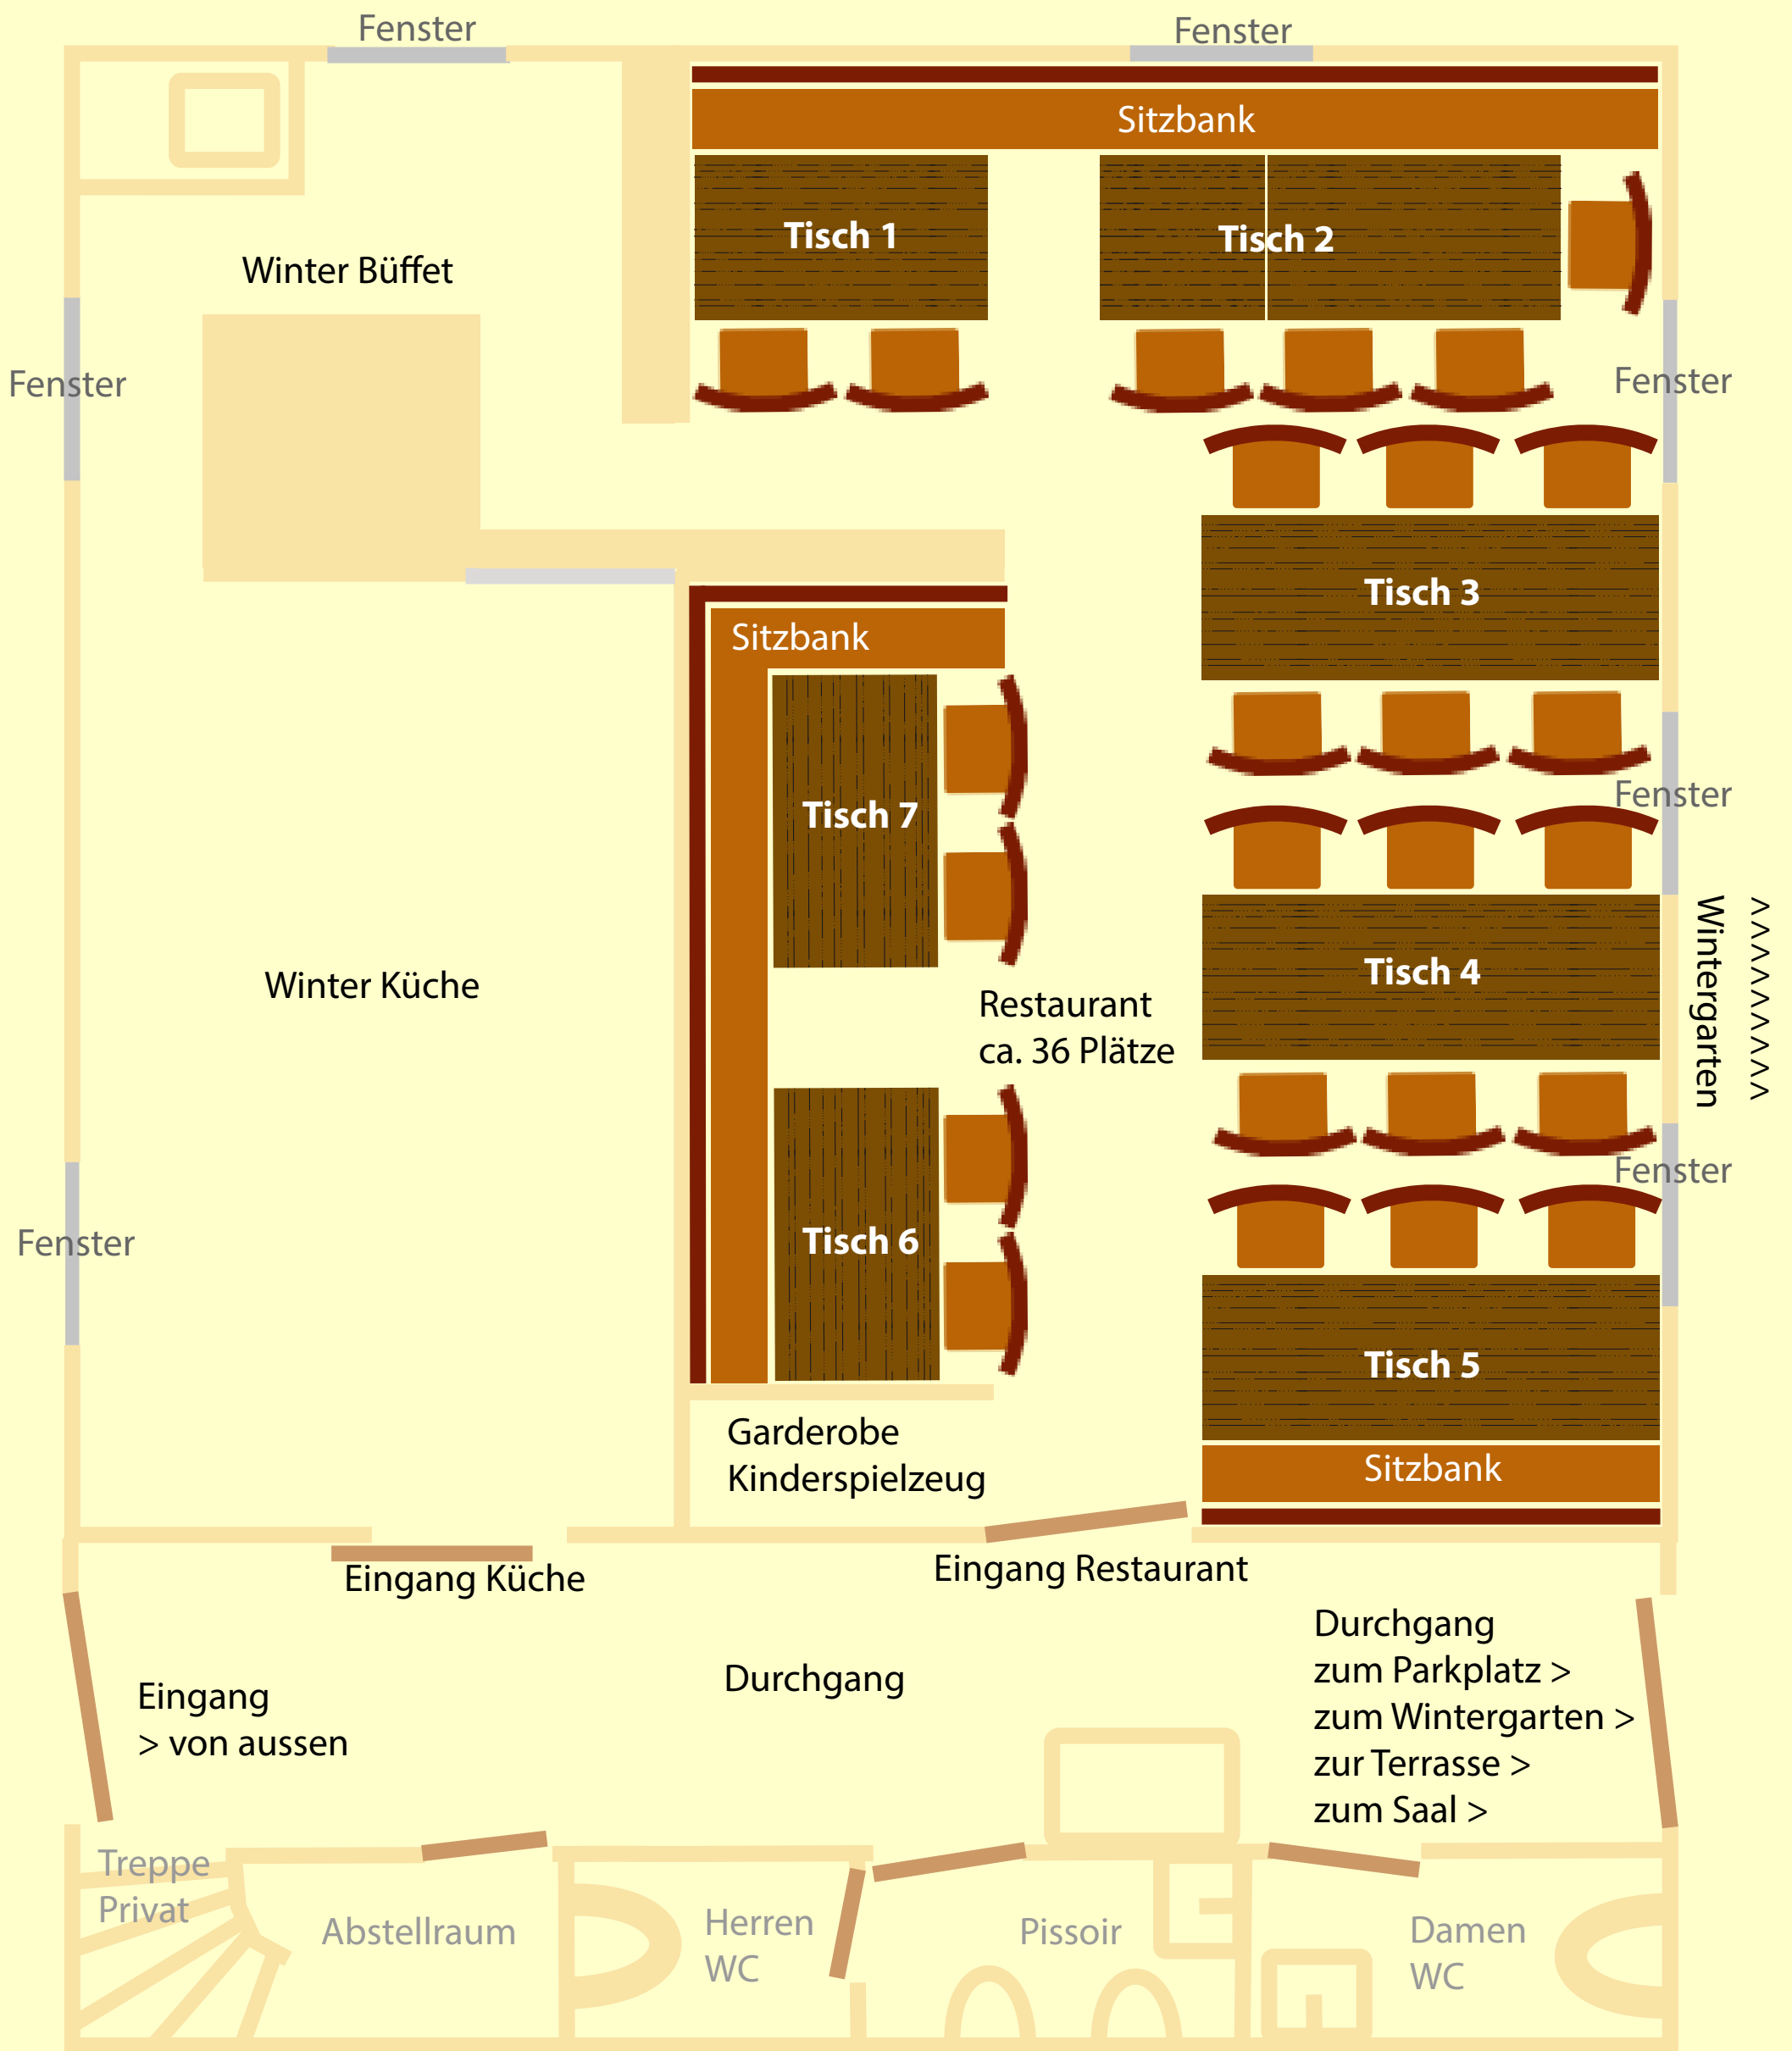 Fenster
Fenster
Sitzbank
Tisch 1
Tisch 2
Winter Büffet
Fenster
Fenster
Tisch 3
Sitzbank
Tisch 7
Fenster
Winter Küche
Restaurant
ca. 36 Plätze
Tisch 4
Wintergarten
>>>>>>>>>>>
Fenster
Fenster
Tisch 6
Tisch 5
Garderobe
Kinderspielzeug
Sitzbank
Eingang Küche
Eingang Restaurant
Eingang
> von aussen
Durchgang
Durchgang
zum Parkplatz >
zum Wintergarten >
zur Terrasse >
zum Saal >
Treppe
Privat
Abstellraum
Herren
WC
Pissoir
Damen
WC